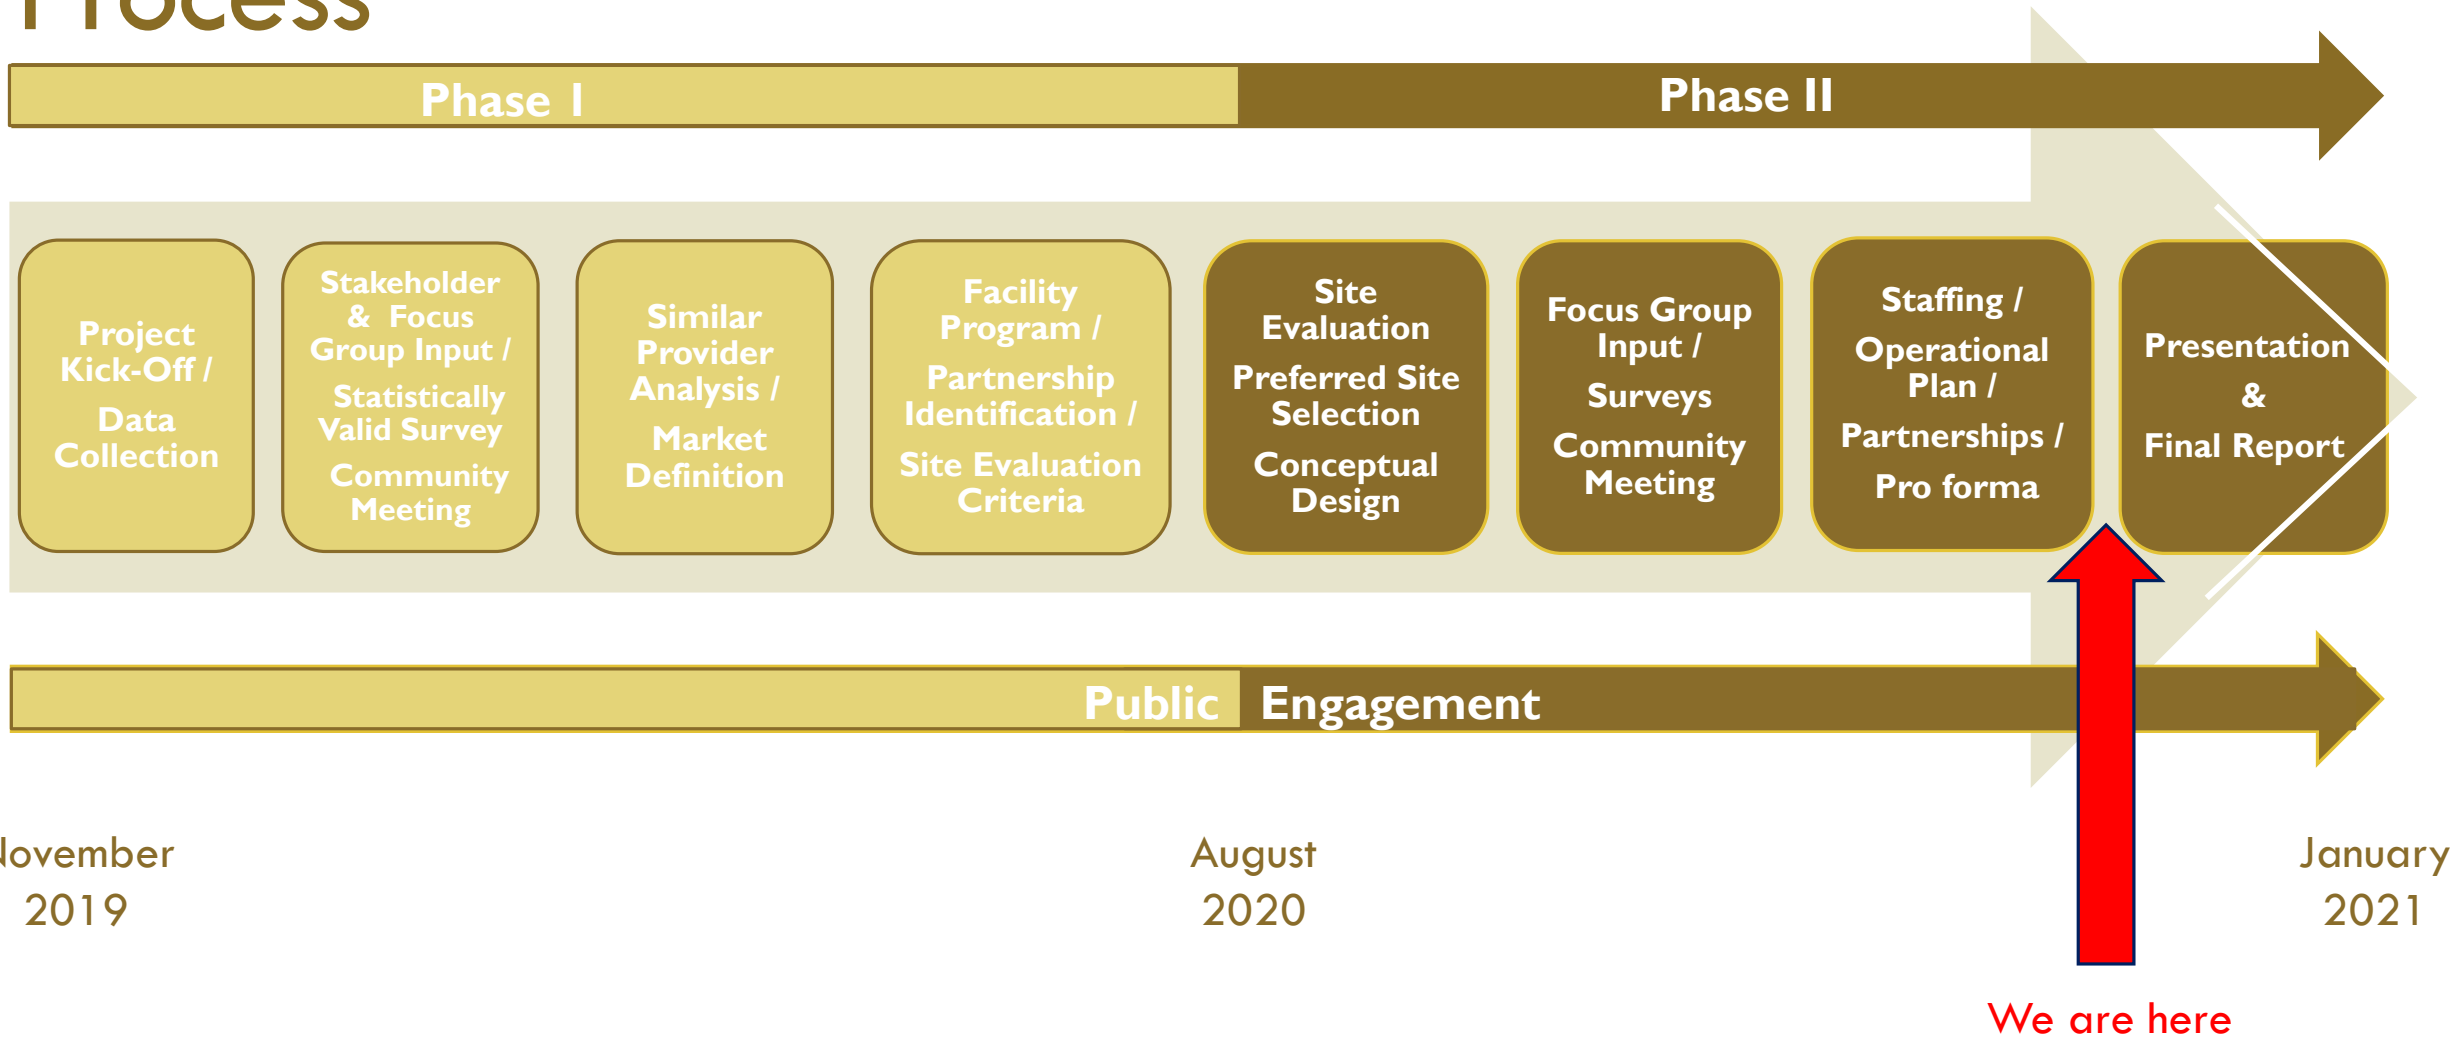 Process
Phase I
Phase II
Project
Kick-Off /
Data
Collection
Stakeholder
& Focus
Group Input /
Statistically
Valid Survey
Community
Meeting
Similar
Provider
Analysis /
Market
Definition
Facility
Program /
Partnership
Identification /
Site Evaluation
Criteria
Site
Evaluation
Preferred Site
Selection
Conceptual
Design
Focus Group
Input /
Surveys
Community
Meeting
Staffing /
Operational
Plan /
Partnerships /
Pro forma
Presentation
&
Final Report
Public Engagement
November
2019
August
2020
January
2021
We are here